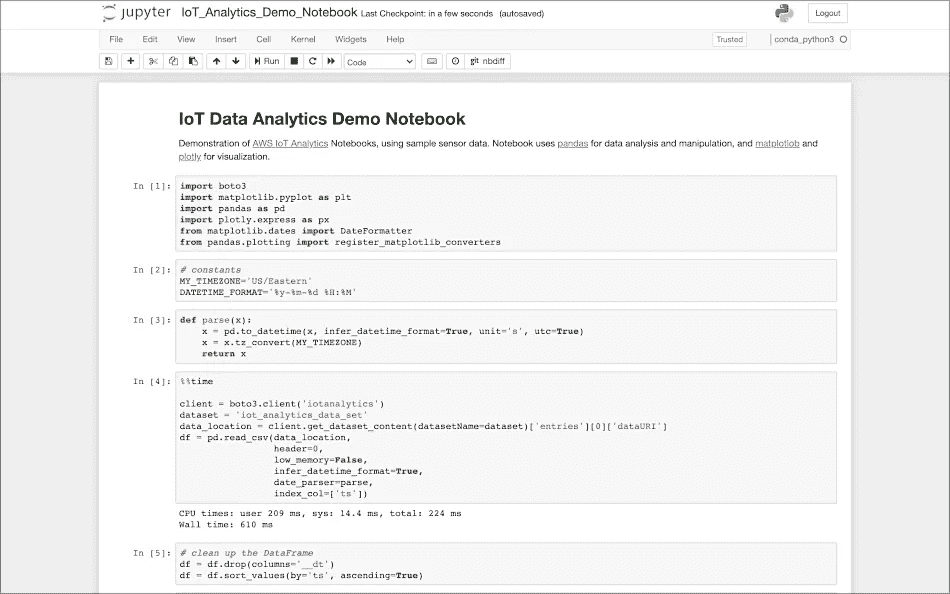 jupyter IoT_Analytics_Demo_Notebook Last Checkpoint: in a few seconds (autosaved) Logout
File Edit View Insert Cell Kernel Widgets Help Trusted conda_python3
Run Code git nbdiff
IoT Data Analytics Demo Notebook
Demonstration of AWS IoT Analytics Notebooks, using sample sensor data. Notebook uses pandas for data analysis and manipulation, and matplotlob and
plotly for visualization.
In [1]: import boto3
import matplotlib.pyplot as plt
import pandas as pd
import plotly.express as px
from matplotlib.dates import DateFormatter
from pandas.plotting import register_matplotlib_converters
In [2]: # constants
MY_TIMEZONE='US/Eastern'
DATETIME_FORMAT='%y-%m-%d %H:%M'
In [3]: def parse(x):
    x = pd.to_datetime(x, infer_datetime_format=True, unit='s', utc=True)
    x = x.tz_convert(MY_TIMEZONE)
    return x
In [4]: %%time
client = boto3.client('iotanalytics')
dataset = 'iot_analytics_data_set'
data_location = client.get_dataset_content(datasetName=dataset)['entries'][0]['dataURI']
df = pd.read_csv(data_location,
                 header=0,
                 low_memory=False,
                 infer_datetime_format=True,
                 date_parser=parse,
                 index_col=['ts'])
CPU times: user 209 ms, sys: 14.4 ms, total: 224 ms
Wall time: 610 ms
In [5]: # clean up the DataFrame
df = df.drop(columns='__dt')
df = df.sort_values(by='ts', ascending=True)